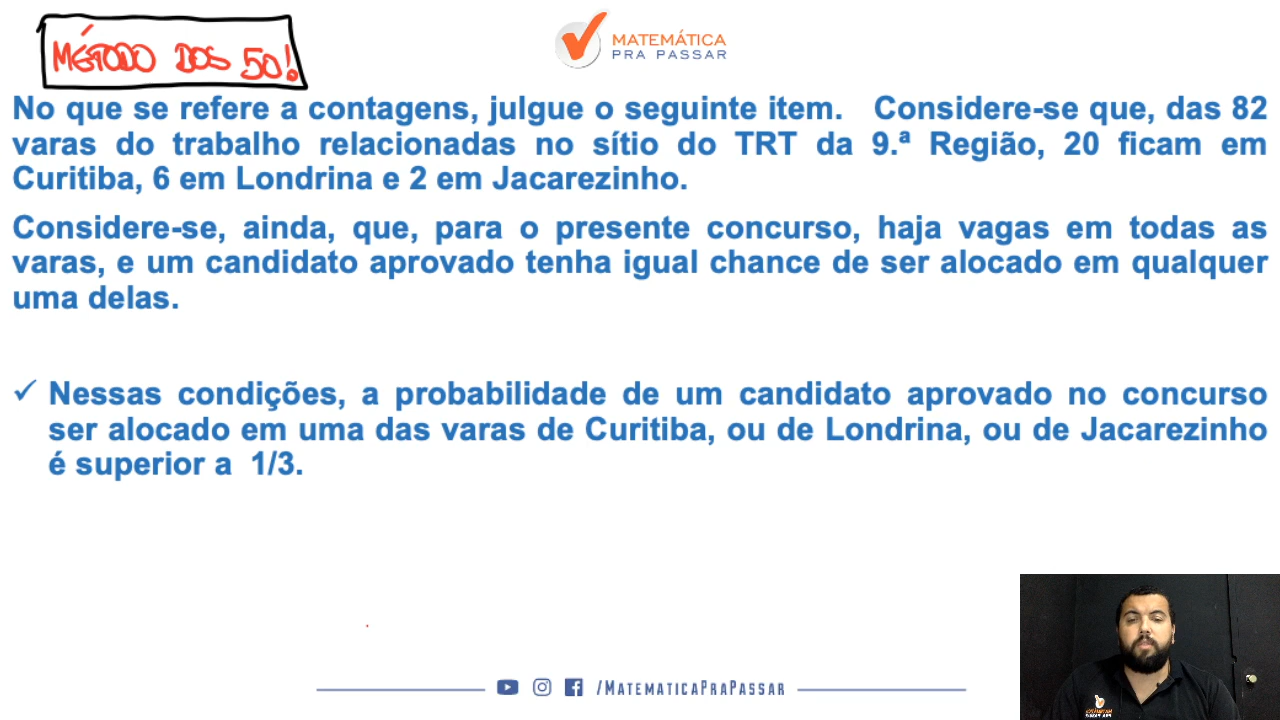 MÉTODO DOS 50!
MATEMÁTICA
PRA PASSAR
No que se refere a contagens, julgue o seguinte item. Considere-se que, das 82
varas do trabalho relacionadas no sítio do TRT da 9.ª Região, 20 ficam em
Curitiba, 6 em Londrina e 2 em Jacarezinho.
Considere-se, ainda, que, para o presente concurso, haja vagas em todas as
varas, e um candidato aprovado tenha igual chance de ser alocado em qualquer
uma delas.
✓ Nessas condições, a probabilidade de um candidato aprovado no concurso
ser alocado em uma das varas de Curitiba, ou de Londrina, ou de Jacarezinho
é superior a 1/3.
/MATEMATICAPRAPASSAR